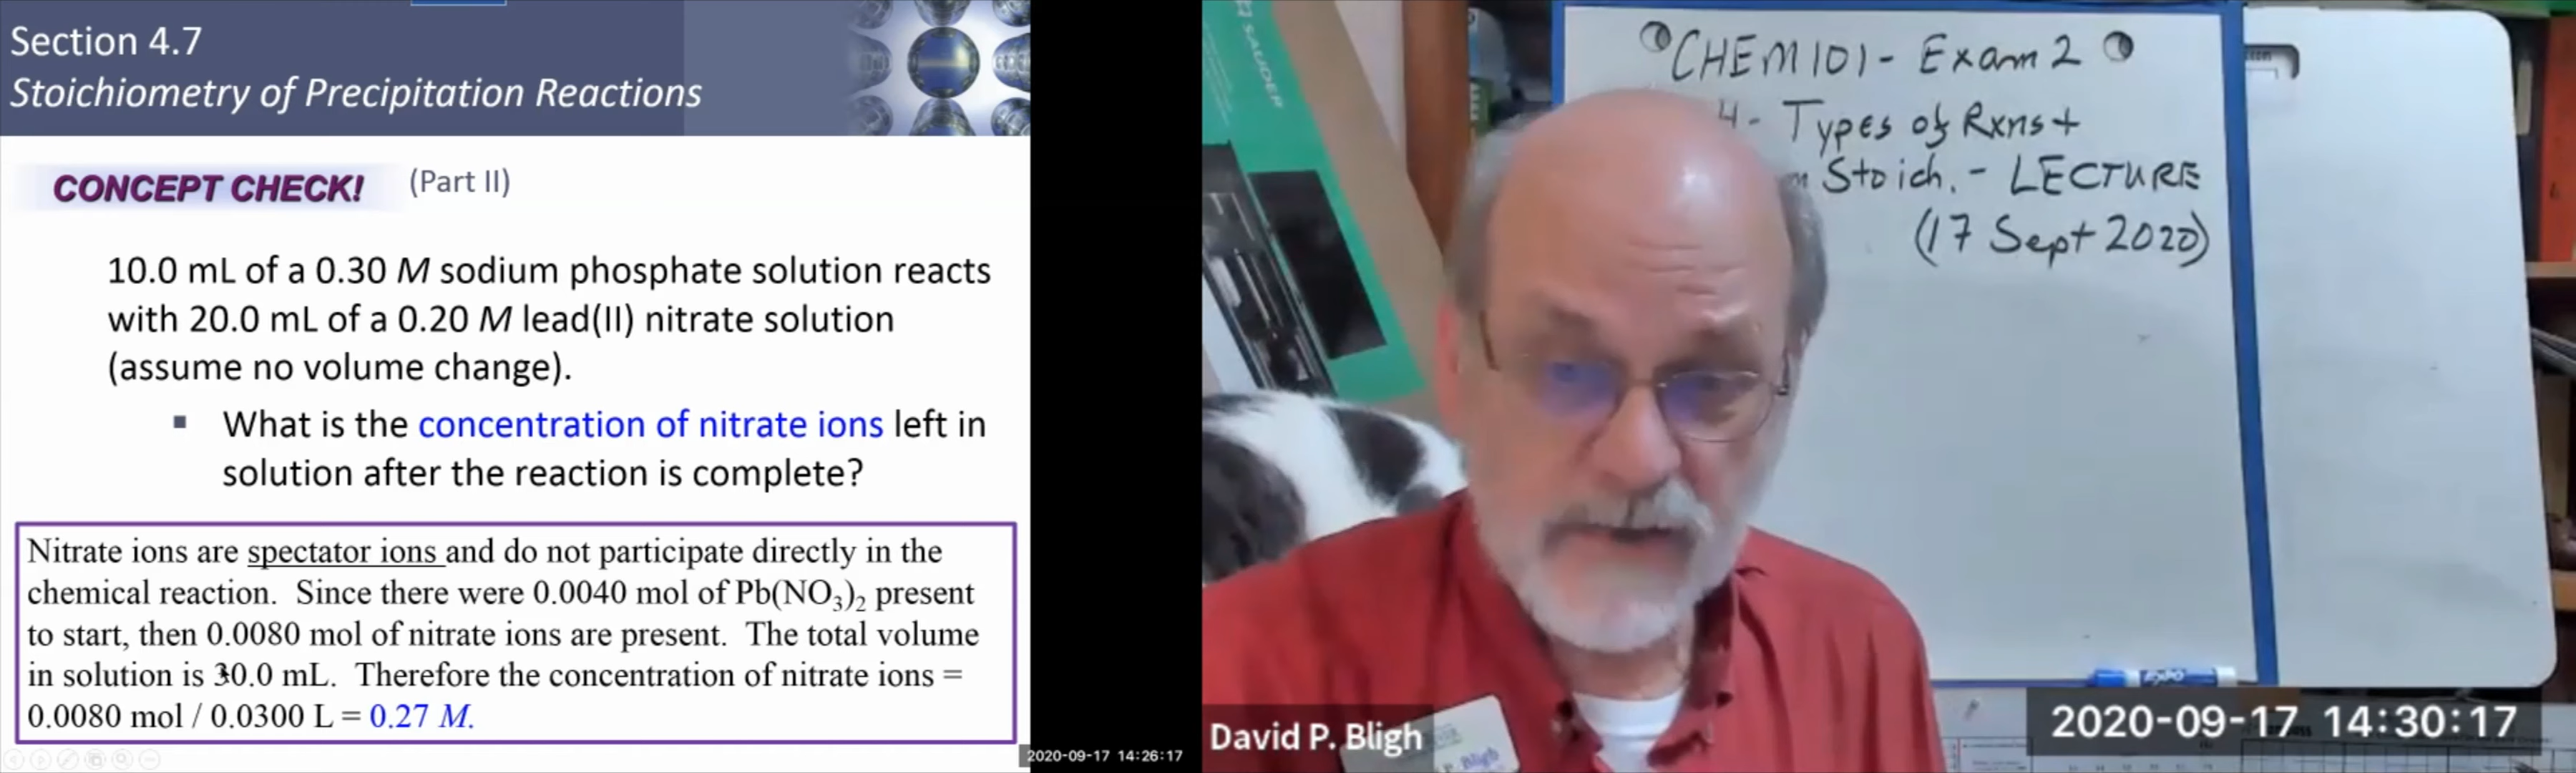 Section 4.7
Stoichiometry of Precipitation Reactions
CONCEPT CHECK! (Part II)
10.0 mL of a 0.30 M sodium phosphate solution reacts
with 20.0 mL of a 0.20 M lead(II) nitrate solution
(assume no volume change).
▪ What is the concentration of nitrate ions left in
solution after the reaction is complete?
Nitrate ions are spectator ions and do not participate directly in the
chemical reaction. Since there were 0.0040 mol of Pb(NO₃)₂ present
to start, then 0.0080 mol of nitrate ions are present. The total volume
in solution is 30.0 mL. Therefore the concentration of nitrate ions =
0.0080 mol / 0.0300 L = 0.27 M.
2020-09-17 14:26:17
SAUDER
CHEM 101 - Exam 2
4 - Types of Rxns +
Stoich. - LECTURE
(17 Sept 2020)
EXPO
David P. Bligh
P. Bligh
2020-09-17 14:30:17